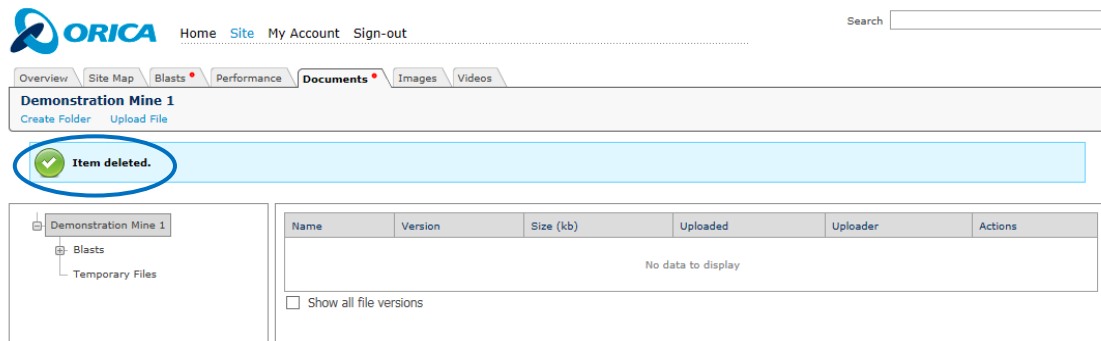 Search
ORICA Home Site My Account Sign-out
Overview Site Map Blasts Performance Documents Images Videos
Demonstration Mine 1
Create Folder Upload File
Item deleted.
Demonstration Mine 1
Blasts
Temporary Files
Name Version Size (kb) Uploaded Uploader Actions
No data to display
Show all file versions